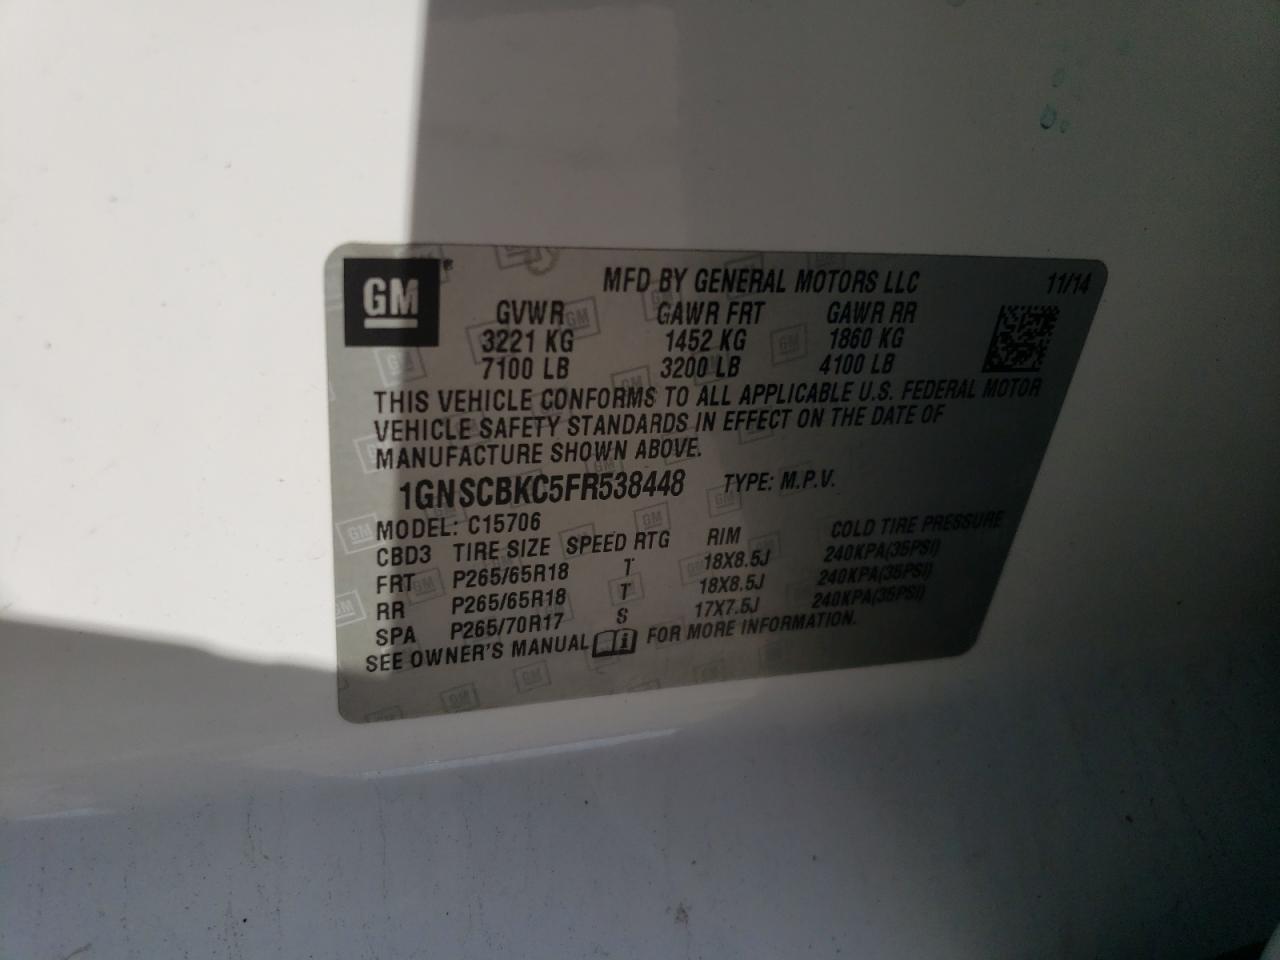 GM ® MFD BY GENERAL MOTORS LLC 11/14
GVWR GAWR FRT GAWR RR
3221 KG 1452 KG 1860 KG
7100 LB 3200 LB 4100 LB
THIS VEHICLE CONFORMS TO ALL APPLICABLE U.S. FEDERAL MOTOR
VEHICLE SAFETY STANDARDS IN EFFECT ON THE DATE OF
MANUFACTURE SHOWN ABOVE.
1GNSCBKC5FR538448 TYPE: M.P.V.
MODEL: C15706
CBD3 TIRE SIZE SPEED RTG RIM COLD TIRE PRESSURE
FRT P265/65R18 T 18X8.5J 240KPA(35PSI)
RR P265/65R18 T 18X8.5J 240KPA(35PSI)
SPA P265/70R17 S 17X7.5J 240KPA(35PSI)
SEE OWNER'S MANUAL FOR MORE INFORMATION.